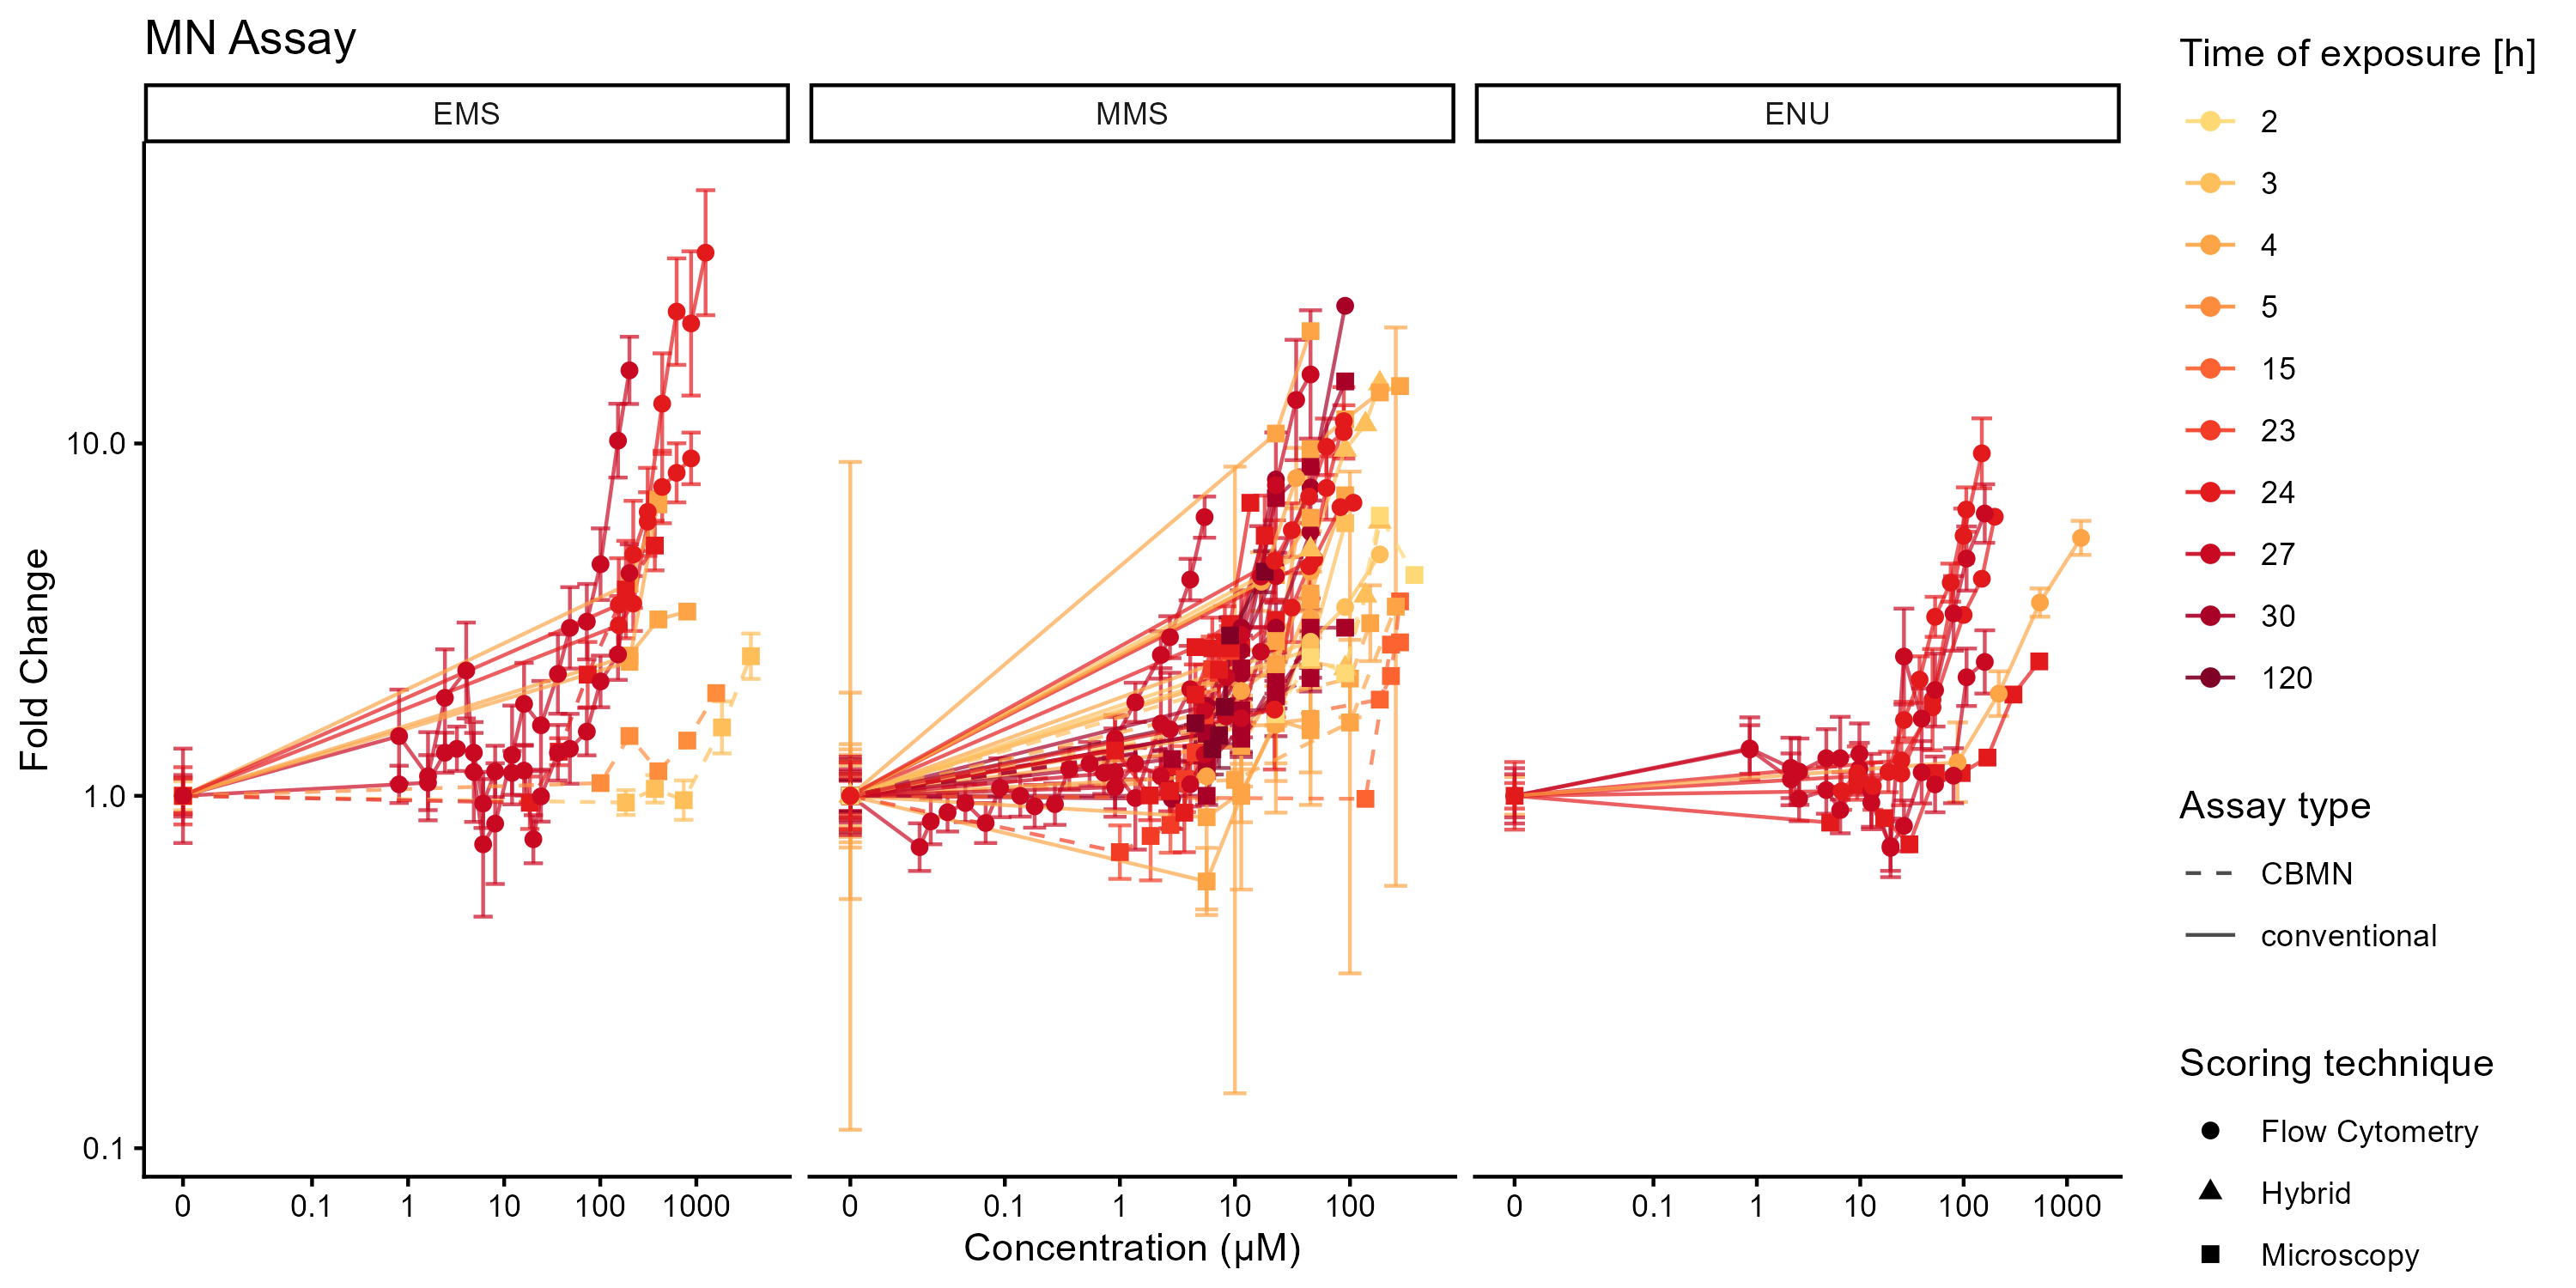 MN Assay
EMS
MMS
ENU
Fold Change
10.0
1.0
0.1
0 0.1 1 10 100 1000
0 0.1 1 10 100
0 0.1 1 10 100 1000
Concentration (µM)
Time of exposure [h]
2
3
4
5
15
23
24
27
30
120
Assay type
CBMN
conventional
Scoring technique
Flow Cytometry
Hybrid
Microscopy